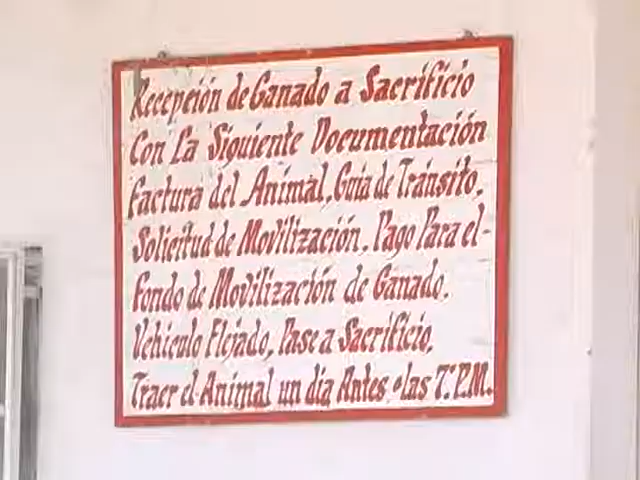 Recepción de Ganado a Sacrificio
Con La Siguiente Documentación
Factura del Animal, Guía de Tránsito,
Solicitud de Movilización, Pago Para el-
Fondo de Movilización de Ganado,
Vehiculo Flejado, Pase a Sacrificio,
Traer el Animal un día Antes a las 7:P.M.